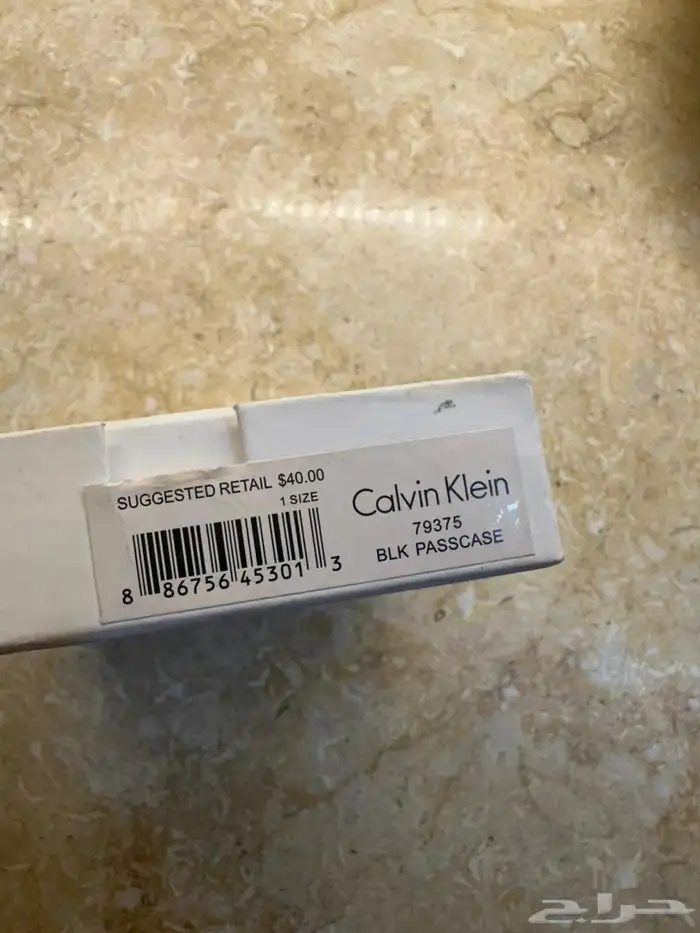 SUGGESTED RETAIL $40.00
1 SIZE
8 86756 45301 3
Calvin Klein
79375
BLK PASSCASE
حراج